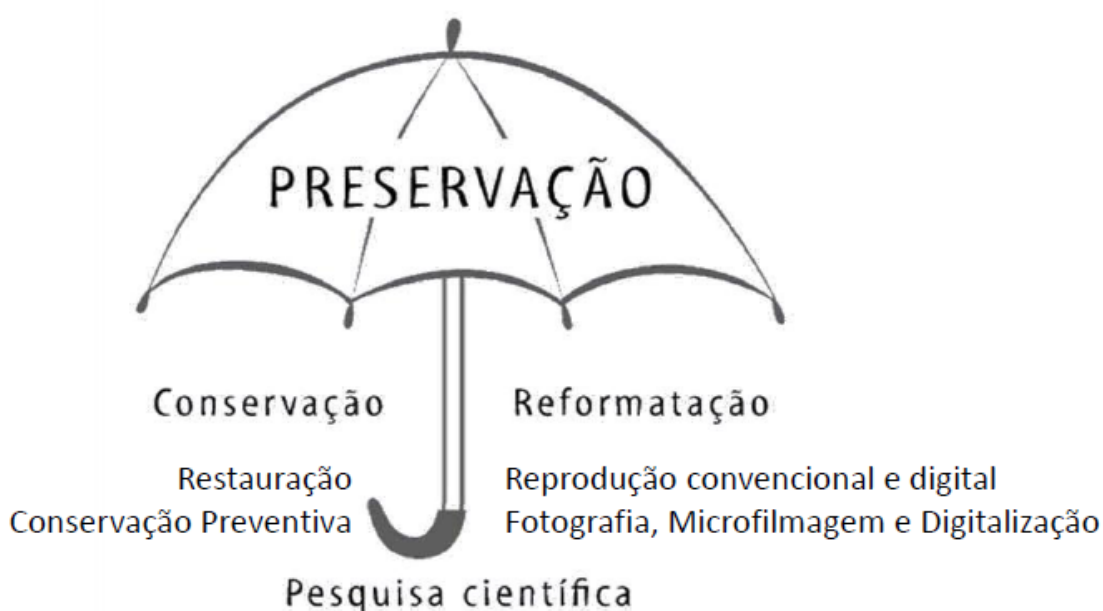 PRESERVAÇÃO
Conservação
Restauração
Conservação Preventiva
Reformatação
Reprodução convencional e digital
Fotografia, Microfilmagem e Digitalização
Pesquisa científica